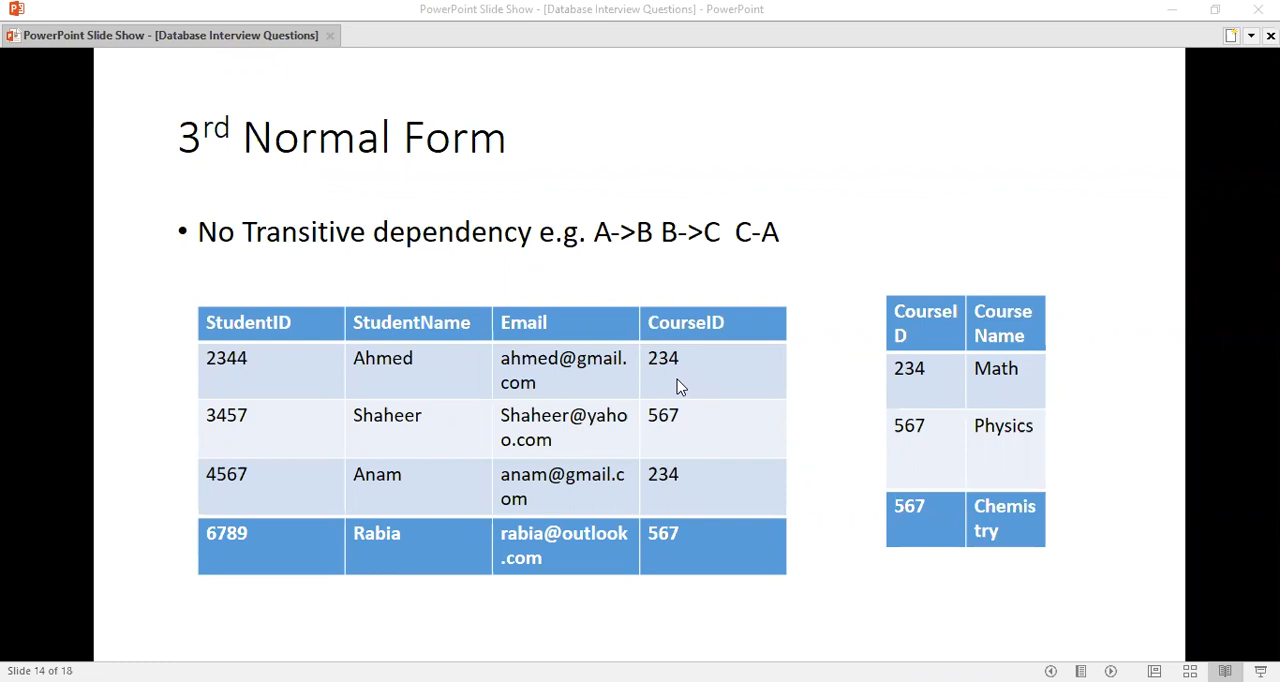 PowerPoint Slide Show - [Database Interview Questions] - PowerPoint
PowerPoint Slide Show - [Database Interview Questions]
3rd Normal Form
• No Transitive dependency e.g. A->B B->C  C-A
StudentID StudentName Email CourseID
2344 Ahmed ahmed@gmail. 234
com
3457 Shaheer Shaheer@yaho 567
o.com
4567 Anam anam@gmail.c 234
om
6789 Rabia rabia@outlook 567
.com
CourseI Course
D Name
234 Math
567 Physics
567 Chemis
try
Slide 14 of 18